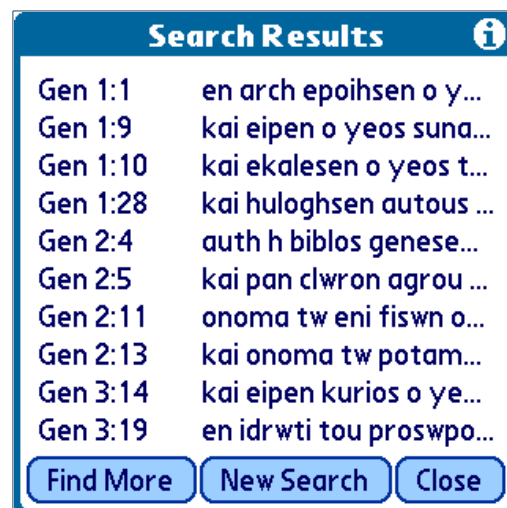 Search Results
Gen 1:1 en arch epoihsen o y...
Gen 1:9 kai eipen o yeos suna...
Gen 1:10 kai ekalesen o yeos t...
Gen 1:28 kai huloghsen autous ...
Gen 2:4 auth h biblos genese...
Gen 2:5 kai pan clwron agrou ...
Gen 2:11 onoma tw eni fiswn o...
Gen 2:13 kai onoma tw potam...
Gen 3:14 kai eipen kurios o ye...
Gen 3:19 en idrwti tou proswpo...
Find More New Search Close